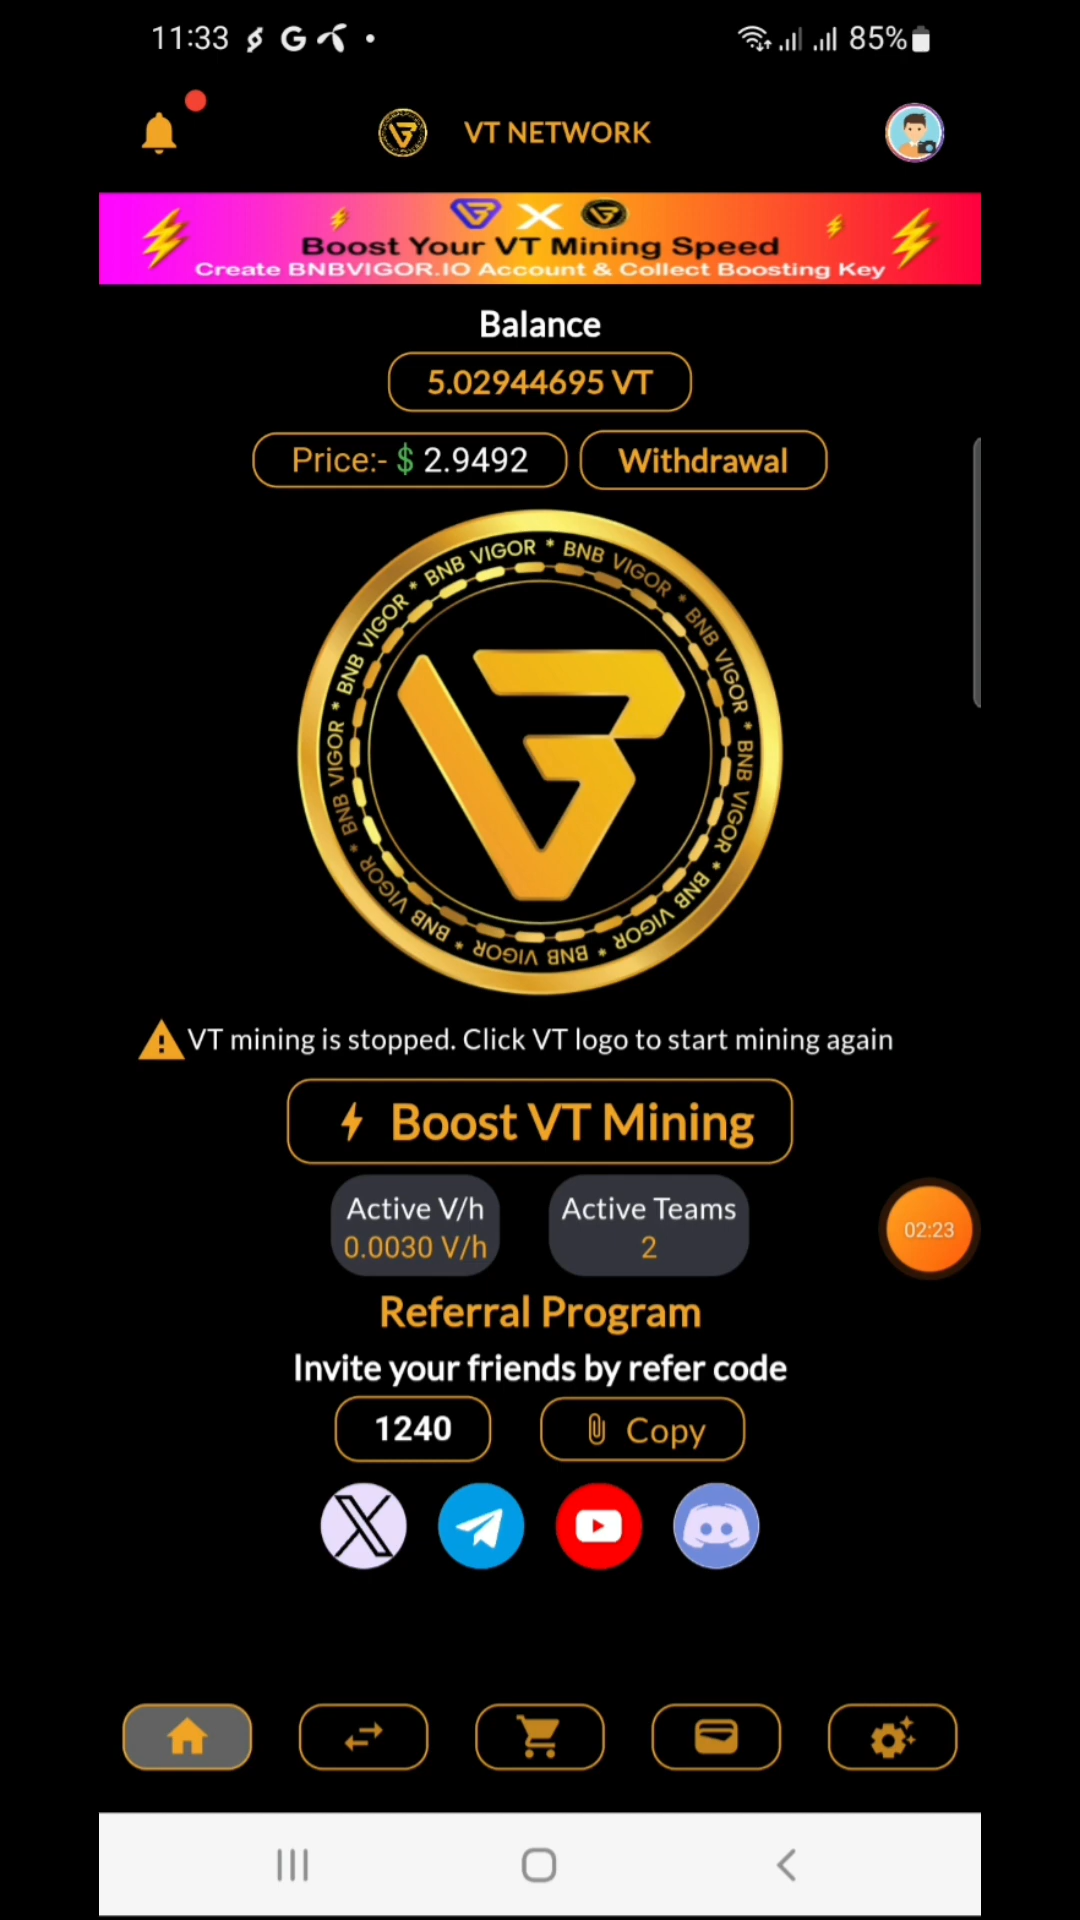 11:33 G 85%
VT NETWORK
Boost Your VT Mining Speed
Create BNBVIGOR.IO Account & Collect Boosting Key
Balance
5.02944695 VT
Price:- $ 2.9492
Withdrawal
BNB VIGOR * BNB VIGOR * BNB VIGOR * BNB VIGOR * BNB VIGOR * BNB VIGOR * BNB VIGOR * BNB VIGOR *
VT mining is stopped. Click VT logo to start mining again
Boost VT Mining
Active V/h
0.0030 V/h
Active Teams
2
02:23
Referral Program
Invite your friends by refer code
1240
Copy